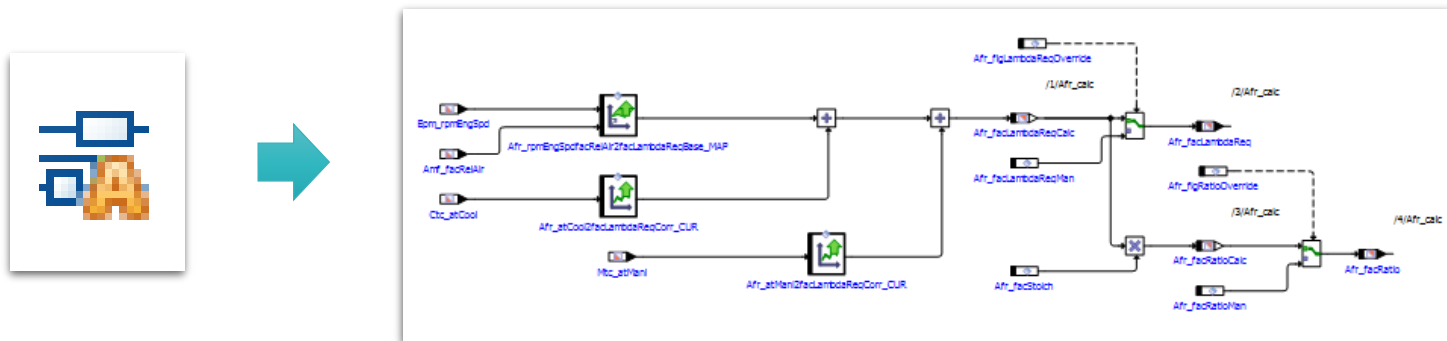 Afr_flgLambdaReqOverride
/1/Afr_calc
/2/Afr_calc
Epm_rpmEngSpd
Afr_facLambdaReqCalc
Afr_facLambdaReq
Afr_rpmEngSpdfacRelAir2facLambdaReqBase_MAP
Amf_facRelAir
Afr_facLambdaReqMan
Afr_flgRatioOverride
Ctc_atCool
/3/Afr_calc
/4/Afr_calc
Afr_atCool2facLambdaReqCorr_CUR
Afr_facRatioCalc
Mtc_atMani
Afr_facRatio
Afr_atMani2facLambdaReqCorr_CUR
Afr_facStoich
Afr_facRatioMan